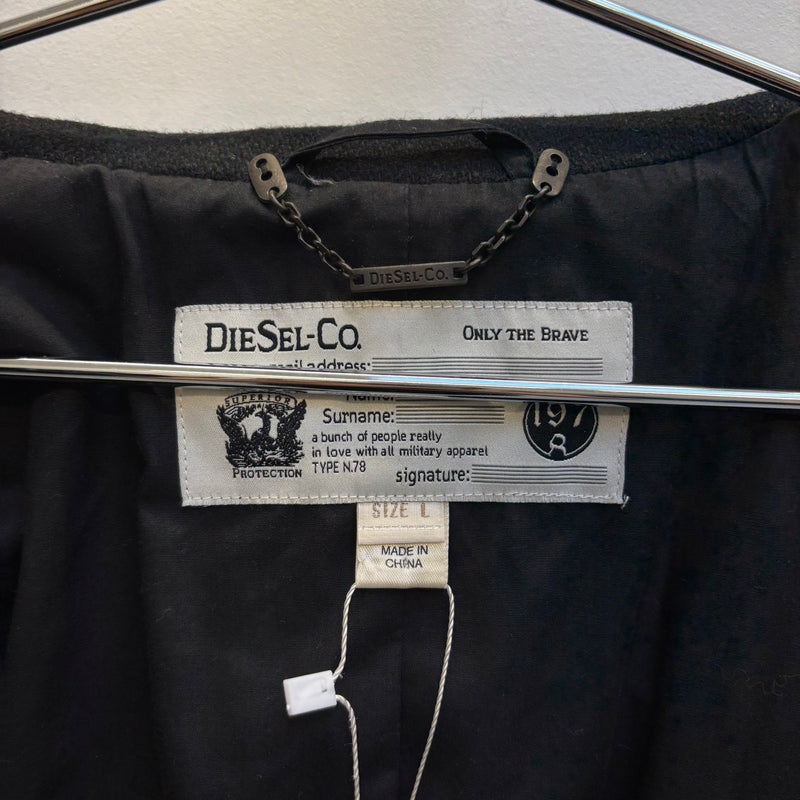 DIESEL-CO.
DIESEL-CO.
ONLY THE BRAVE
mail address:
Name:
Surname:
SUPERIOR
PROTECTION
a bunch of people really
in love with all military apparel
TYPE N.78
197
8
signature:
SIZE L
MADE IN
CHINA